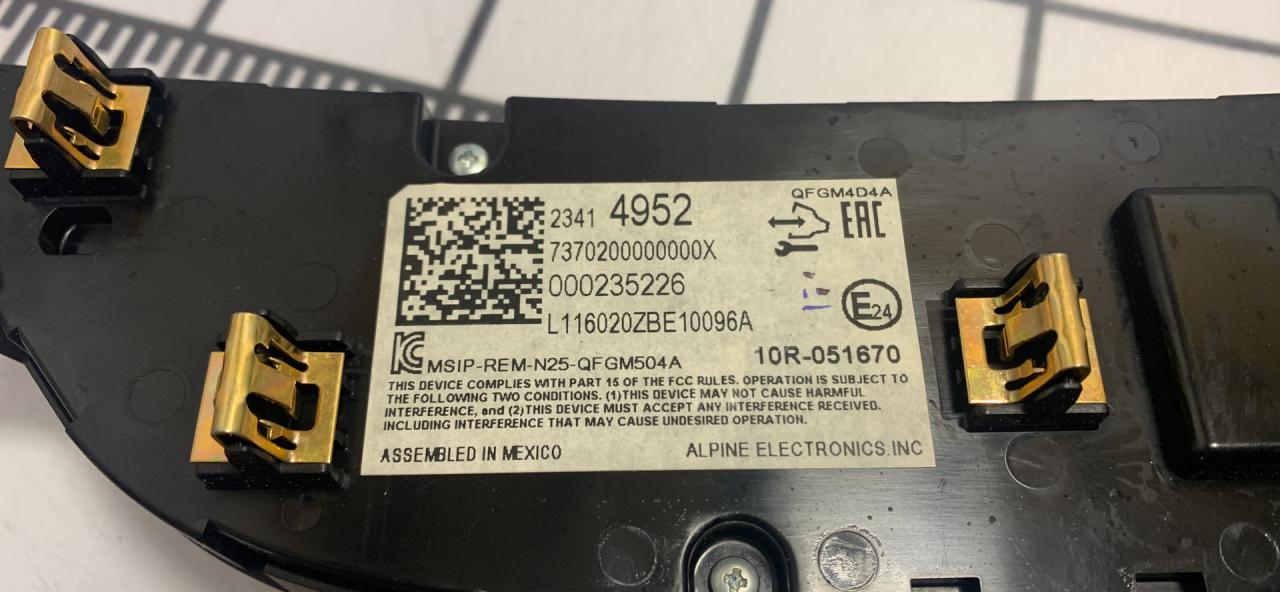 QFGM4D4A
2341 4952
EAC
7370200000000X
000235226
L116020ZBE10096A
E24
KC MSIP-REM-N25-QFGM504A
10R-051670
THIS DEVICE COMPLIES WITH PART 15 OF THE FCC RULES. OPERATION IS SUBJECT TO
THE FOLLOWING TWO CONDITIONS. (1)THIS DEVICE MAY NOT CAUSE HARMFUL
INTERFERENCE, and (2)THIS DEVICE MUST ACCEPT ANY INTERFERENCE RECEIVED.
INCLUDING INTERFERENCE THAT MAY CAUSE UNDESIRED OPERATION.
ASSEMBLED IN MEXICO
ALPINE ELECTRONICS.INC